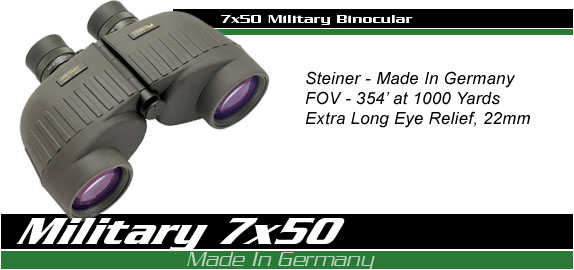 7x50 Military Binocular
Steiner - Made In Germany
FOV - 354’ at 1000 Yards
Extra Long Eye Relief, 22mm
Military 7x50
Made In Germany